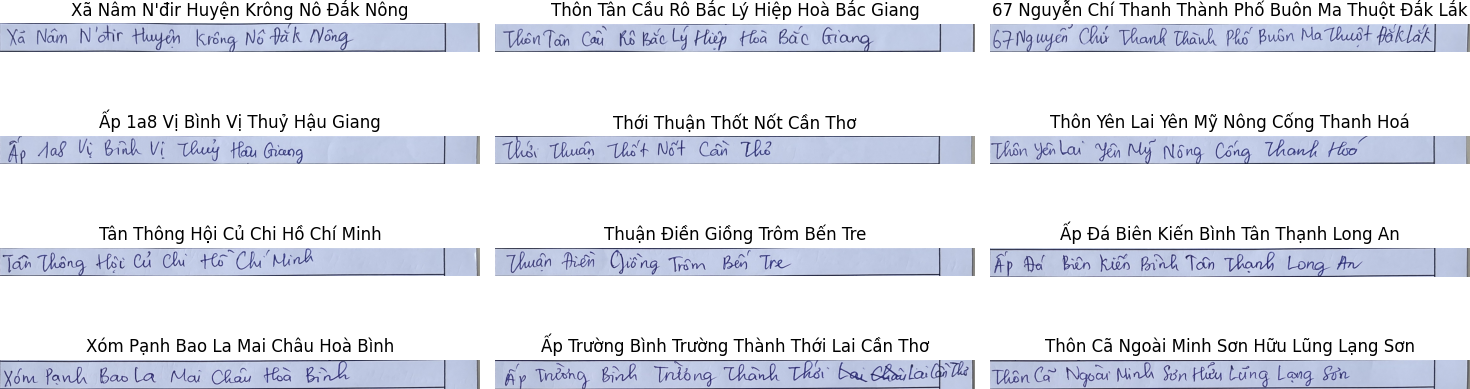 Xã Nâm N'đir Huyện Krông Nô Đắk Nông
Thôn Tân Cầu Rô Bắc Lý Hiệp Hoà Bắc Giang
67 Nguyễn Chí Thanh Thành Phố Buôn Ma Thuột Đắk Lắk
Xã Nâm N'đir Huyện Krông Nô Đắk Nông
Thôn Tân Cầu Rô Bắc Lý Hiệp Hoà Bắc Giang
67 Nguyễn Chí Thanh Thành Phố Buôn Ma Thuột Đắk Lắk
Ấp 1a8 Vị Bình Vị Thuỷ Hậu Giang
Thới Thuận Thốt Nốt Cần Thơ
Thôn Yên Lai Yên Mỹ Nông Cống Thanh Hoá
Ấp 1a8 Vị Bình Vị Thuỷ Hậu Giang
Thới Thuận Thốt Nốt Cần Thơ
Thôn Yên Lai Yên Mỹ Nông Cống Thanh Hoá
Tân Thông Hội Củ Chi Hồ Chí Minh
Thuận Điền Giồng Trôm Bến Tre
Ấp Đá Biên Kiến Bình Tân Thạnh Long An
Tân Thông Hội Củ Chi Hồ Chí Minh
Thuận Điền Giồng Trôm Bến Tre
Ấp Đá Biên Kiến Bình Tân Thạnh Long An
Xóm Pạnh Bao La Mai Châu Hoà Bình
Ấp Trường Bình Trường Thành Thới Lai Cần Thơ
Thôn Cã Ngoài Minh Sơn Hữu Lũng Lạng Sơn
Xóm Pạnh Bao La Mai Châu Hoà Bình
Ấp Trường Bình Trường Thành Thới Lai Cần Thơ
Thôn Cã Ngoài Minh Sơn Hữu Lũng Lạng Sơn